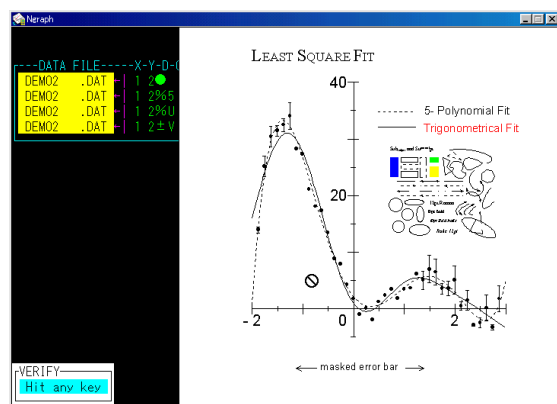 Ngraph
DATA FILE X-Y-D-
DEMO2 .DAT 1 2
DEMO2 .DAT 1 2%5
DEMO2 .DAT 1 2%U
DEMO2 .DAT 1 2±V
VERIFY
Hit any key
LEAST SQUARE FIT
40
20
0
-2
2
5- Polynomial Fit
Trigonometrical Fit
masked error bar